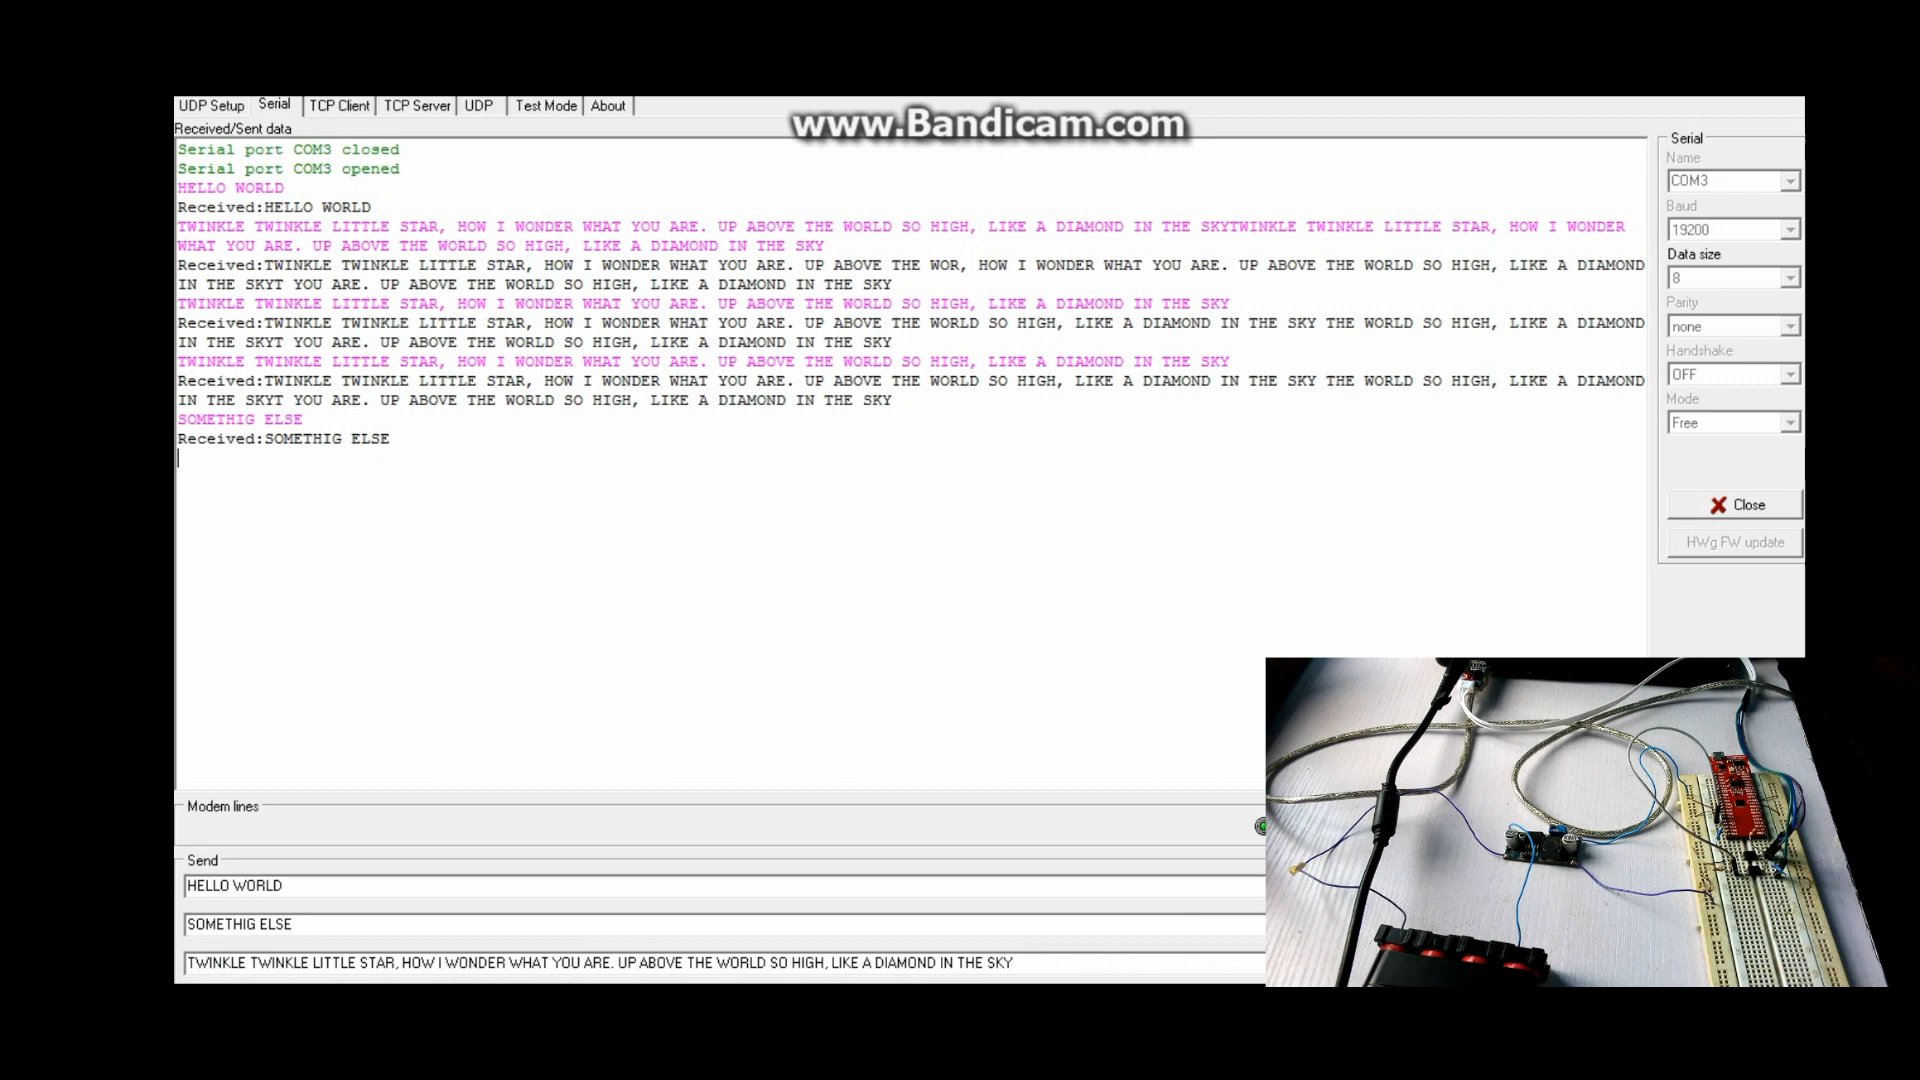 www.Bandicam.com
UDP Setup Serial TCP Client TCP Server UDP Test Mode About
Received/Sent data
Serial port COM3 closed
Serial port COM3 opened
HELLO WORLD
Received:HELLO WORLD
TWINKLE TWINKLE LITTLE STAR, HOW I WONDER WHAT YOU ARE. UP ABOVE THE WORLD SO HIGH, LIKE A DIAMOND IN THE SKYTWINKLE TWINKLE LITTLE STAR, HOW I WONDER
WHAT YOU ARE. UP ABOVE THE WORLD SO HIGH, LIKE A DIAMOND IN THE SKY
Received:TWINKLE TWINKLE LITTLE STAR, HOW I WONDER WHAT YOU ARE. UP ABOVE THE WOR, HOW I WONDER WHAT YOU ARE. UP ABOVE THE WORLD SO HIGH, LIKE A DIAMOND
IN THE SKYT YOU ARE. UP ABOVE THE WORLD SO HIGH, LIKE A DIAMOND IN THE SKY
TWINKLE TWINKLE LITTLE STAR, HOW I WONDER WHAT YOU ARE. UP ABOVE THE WORLD SO HIGH, LIKE A DIAMOND IN THE SKY
Received:TWINKLE TWINKLE LITTLE STAR, HOW I WONDER WHAT YOU ARE. UP ABOVE THE WORLD SO HIGH, LIKE A DIAMOND IN THE SKY THE WORLD SO HIGH, LIKE A DIAMOND
IN THE SKYT YOU ARE. UP ABOVE THE WORLD SO HIGH, LIKE A DIAMOND IN THE SKY
TWINKLE TWINKLE LITTLE STAR, HOW I WONDER WHAT YOU ARE. UP ABOVE THE WORLD SO HIGH, LIKE A DIAMOND IN THE SKY
Received:TWINKLE TWINKLE LITTLE STAR, HOW I WONDER WHAT YOU ARE. UP ABOVE THE WORLD SO HIGH, LIKE A DIAMOND IN THE SKY THE WORLD SO HIGH, LIKE A DIAMOND
IN THE SKYT YOU ARE. UP ABOVE THE WORLD SO HIGH, LIKE A DIAMOND IN THE SKY
SOMETHIG ELSE
Received:SOMETHIG ELSE
Serial
Name
COM3
Baud
19200
Data size
8
Parity
none
Handshake
OFF
Mode
Free
Close
HWg FW update
Modem lines
Send
HELLO WORLD
SOMETHIG ELSE
TWINKLE TWINKLE LITTLE STAR, HOW I WONDER WHAT YOU ARE. UP ABOVE THE WORLD SO HIGH, LIKE A DIAMOND IN THE SKY